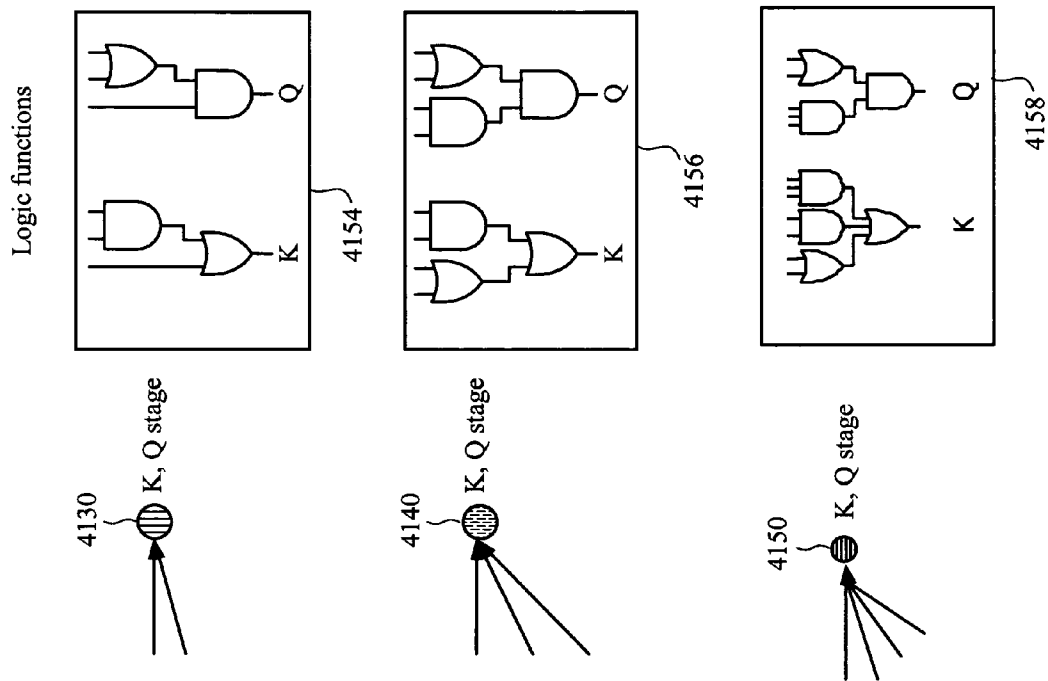 Logic functions
4130
K, Q stage
K
Q
4154
4140
K, Q stage
K
Q
4156
4150
K, Q stage
K
Q
4158